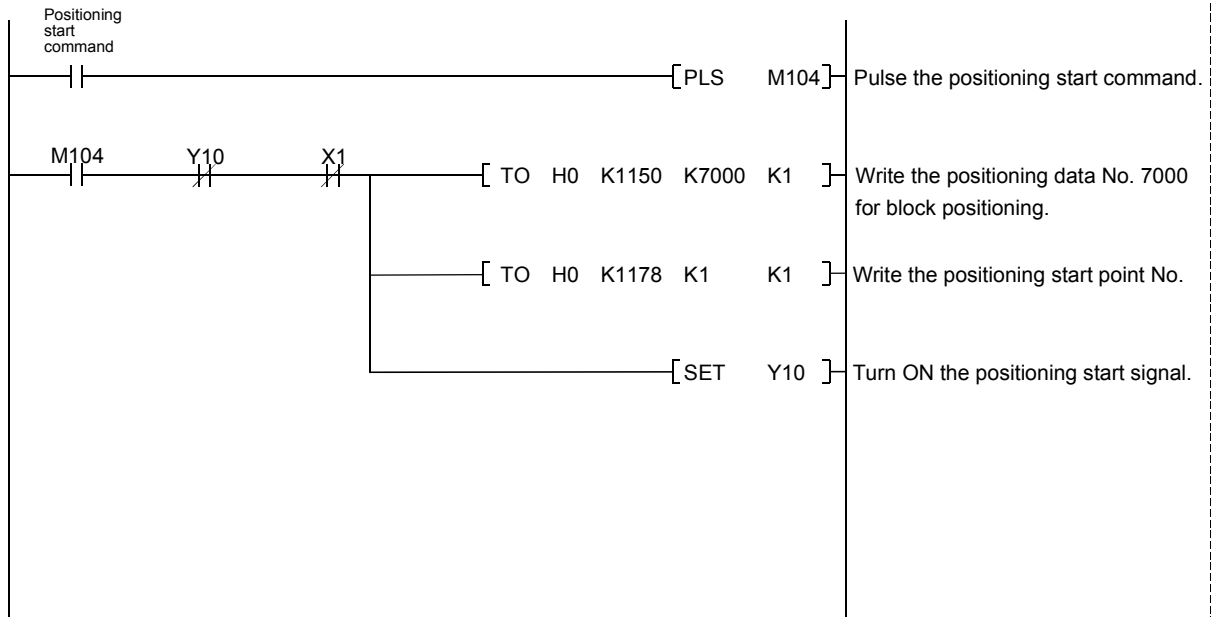 Positioning
start
command
PLS M104 Pulse the positioning start command.
M104 Y10 X1
TO H0 K1150 K7000 K1 Write the positioning data No. 7000
for block positioning.
TO H0 K1178 K1 K1 Write the positioning start point No.
SET Y10 Turn ON the positioning start signal.